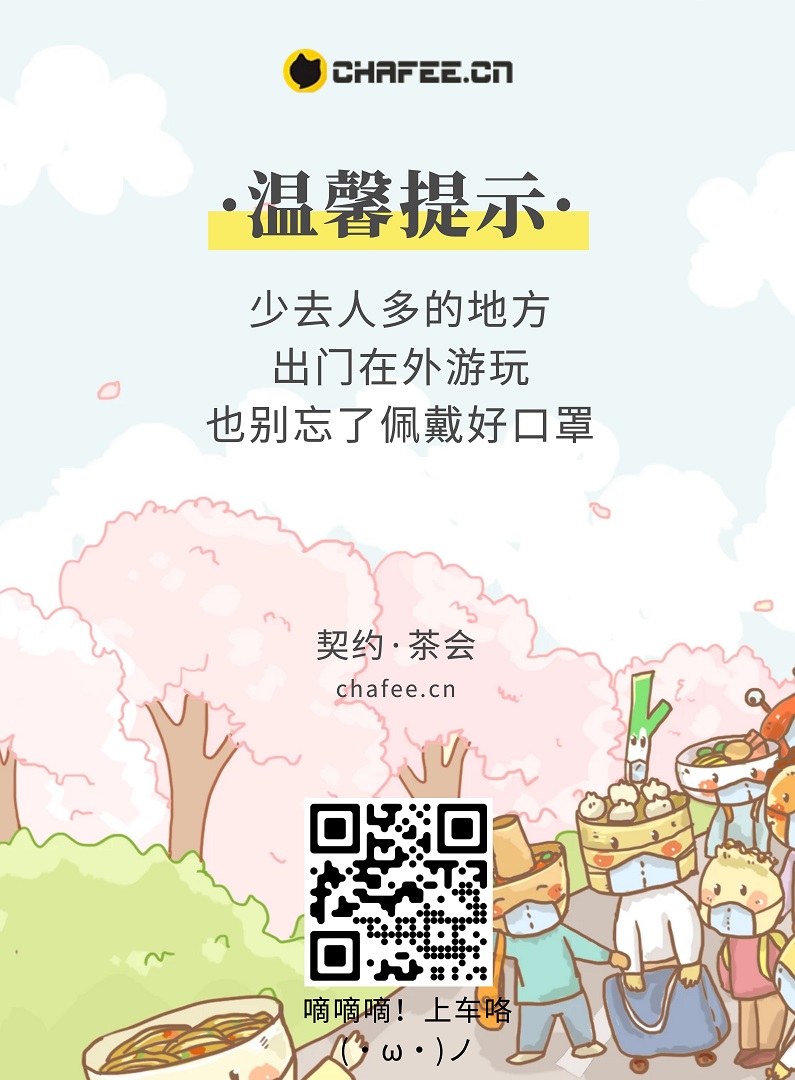 CHAFEE.CN
·温馨提示·
少去人多的地方
出门在外游玩
也别忘了佩戴好口罩
契约·茶会
chafee.cn
嘀嘀嘀！上车咯
(・ω・)ノ